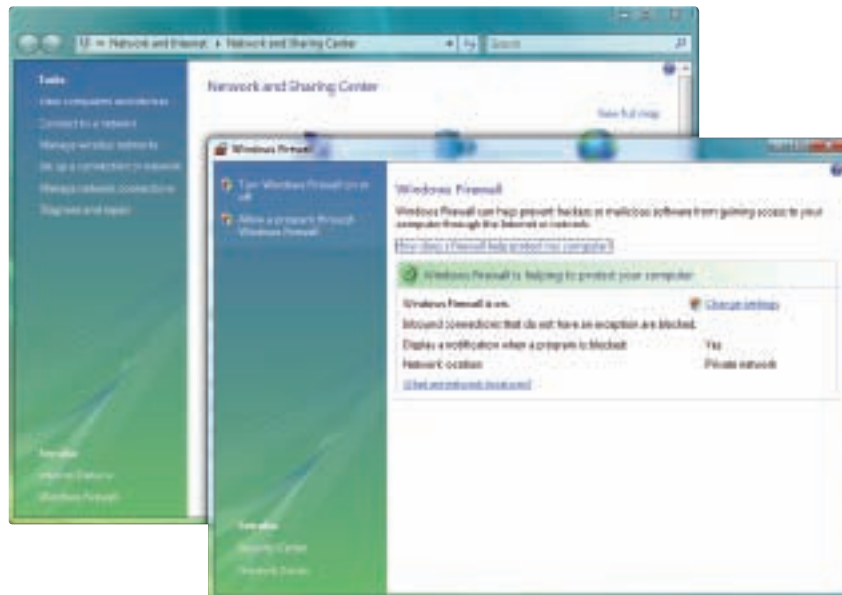 Network and Internet ▸ Network and Sharing Center
Search
Tasks
View computers and devices
Connect to a network
Manage wireless networks
Set up a connection or network
Manage network connections
Diagnose and repair
See also
Internet Options
Windows Firewall
Network and Sharing Center
View full map
Windows Firewall
Turn Windows Firewall on or
off
Allow a program through
Windows Firewall
See also
Security Center
Network Center
Windows Firewall
Windows Firewall can help prevent hackers or malicious software from gaining access to your
computer through the Internet or network.
How does a firewall help protect my computer?
Windows Firewall is helping to protect your computer
Windows Firewall is on.
Change settings
Inbound connections that do not have an exception are blocked.
Display a notification when a program is blocked: Yes
Network location: Private network
What are network locations?